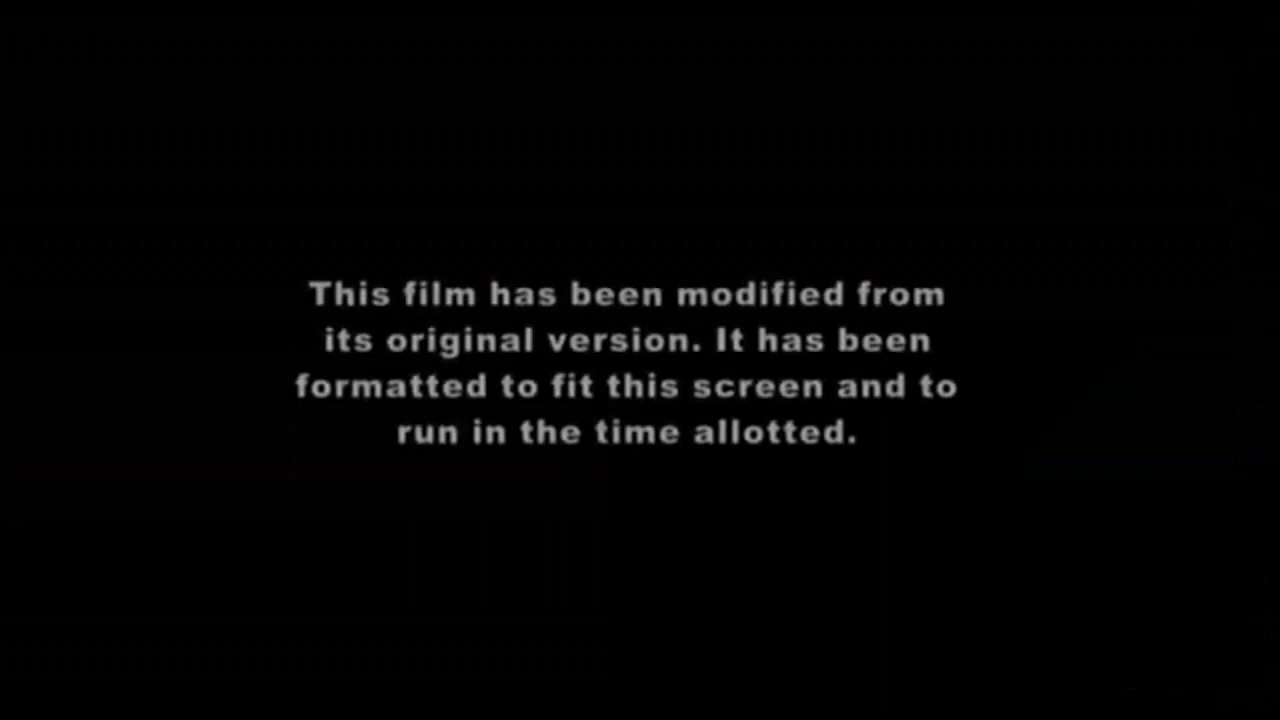 This film has been modified from
its original version. It has been
formatted to fit this screen and to
run in the time allotted.